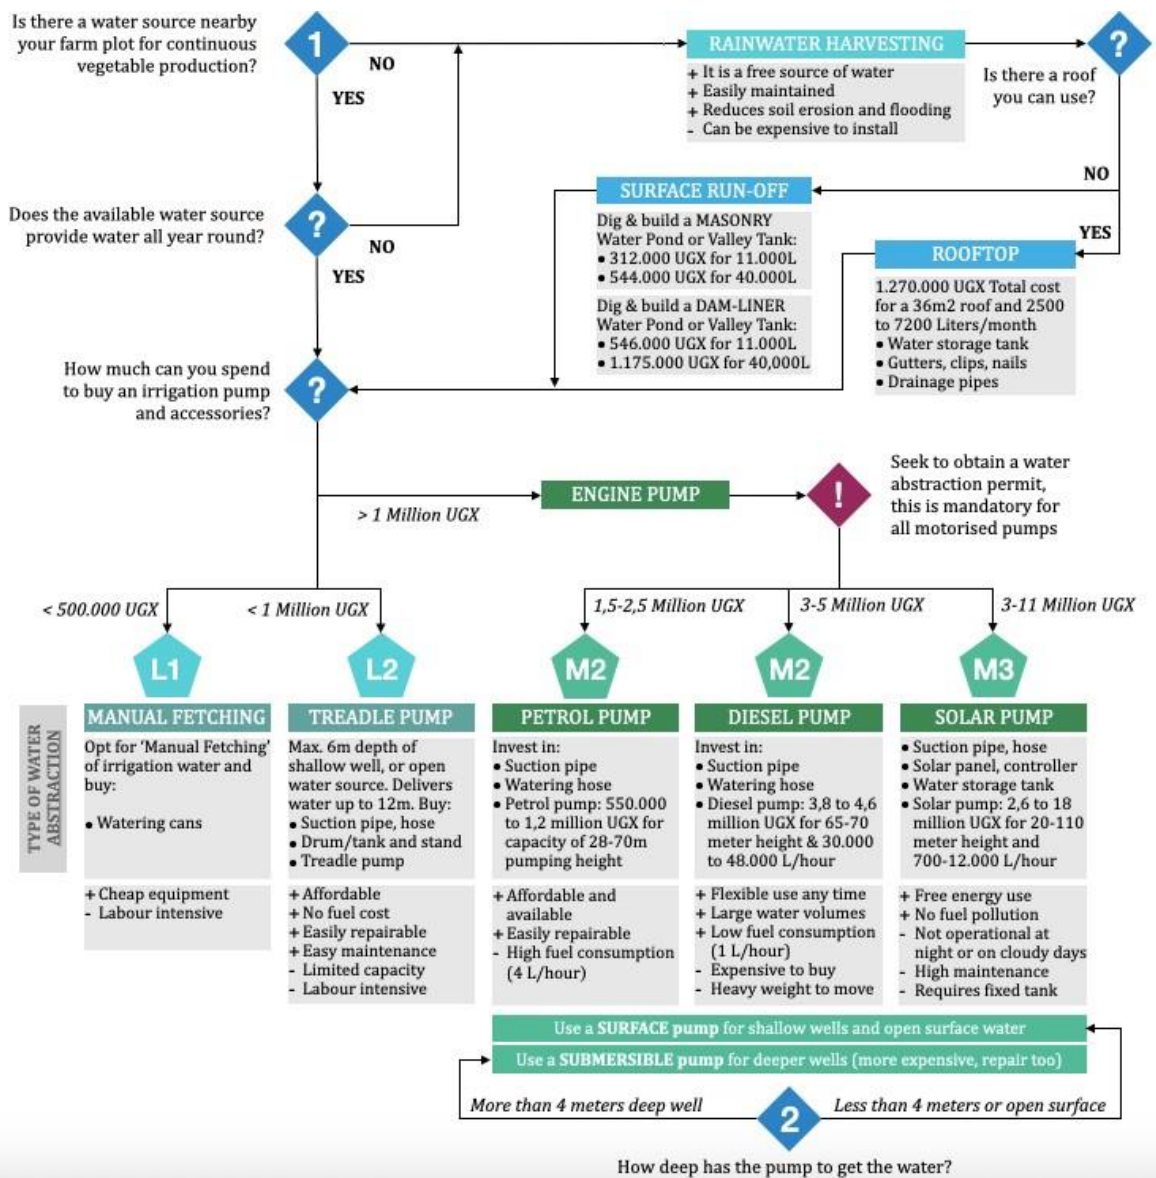 Is there a water source nearby
your farm plot for continuous
vegetable production?
1
NO
YES
RAINWATER HARVESTING
+ It is a free source of water
+ Easily maintained
+ Reduces soil erosion and flooding
- Can be expensive to install
?
Is there a roof
you can use?
NO
YES
Does the available water source
provide water all year round?
?
NO
YES
SURFACE RUN-OFF
Dig & build a MASONRY
Water Pond or Valley Tank:
• 312.000 UGX for 11.000L
• 544.000 UGX for 40.000L
Dig & build a DAM-LINER
Water Pond or Valley Tank:
• 546.000 UGX for 11.000L
• 1.175.000 UGX for 40,000L
ROOFTOP
1.270.000 UGX Total cost
for a 36m2 roof and 2500
to 7200 Liters/month
• Water storage tank
• Gutters, clips, nails
• Drainage pipes
How much can you spend
to buy an irrigation pump
and accessories?
?
> 1 Million UGX
ENGINE PUMP
!
Seek to obtain a water
abstraction permit,
this is mandatory for
all motorised pumps
< 500.000 UGX
< 1 Million UGX
1,5-2,5 Million UGX
3-5 Million UGX
3-11 Million UGX
L1
L2
M2
M2
M3
TYPE OF WATER
ABSTRACTION
MANUAL FETCHING
Opt for 'Manual Fetching'
of irrigation water and
buy:
• Watering cans
+ Cheap equipment
- Labour intensive
TREADLE PUMP
Max. 6m depth of
shallow well, or open
water source. Delivers
water up to 12m. Buy:
• Suction pipe, hose
• Drum/tank and stand
• Treadle pump
+ Affordable
+ No fuel cost
+ Easily repairable
+ Easy maintenance
- Limited capacity
- Labour intensive
PETROL PUMP
Invest in:
• Suction pipe
• Watering hose
• Petrol pump: 550.000
to 1,2 million UGX for
capacity of 28-70m
pumping height
+ Affordable and
available
+ Easily repairable
- High fuel consumption
(4 L/hour)
DIESEL PUMP
Invest in:
• Suction pipe
• Watering hose
• Diesel pump: 3,8 to 4,6
million UGX for 65-70
meter height & 30.000
to 48.000 L/hour
+ Flexible use any time
+ Large water volumes
+ Low fuel consumption
(1 L/hour)
- Expensive to buy
- Heavy weight to move
SOLAR PUMP
• Suction pipe, hose
• Solar panel, controller
• Water storage tank
• Solar pump: 2,6 to 18
million UGX for 20-110
meter height and
700-12.000 L/hour
+ Free energy use
+ No fuel pollution
- Not operational at
night or on cloudy days
- High maintenance
- Requires fixed tank
Use a SURFACE pump for shallow wells and open surface water
Use a SUBMERSIBLE pump for deeper wells (more expensive, repair too)
More than 4 meters deep well
2
Less than 4 meters or open surface
How deep has the pump to get the water?